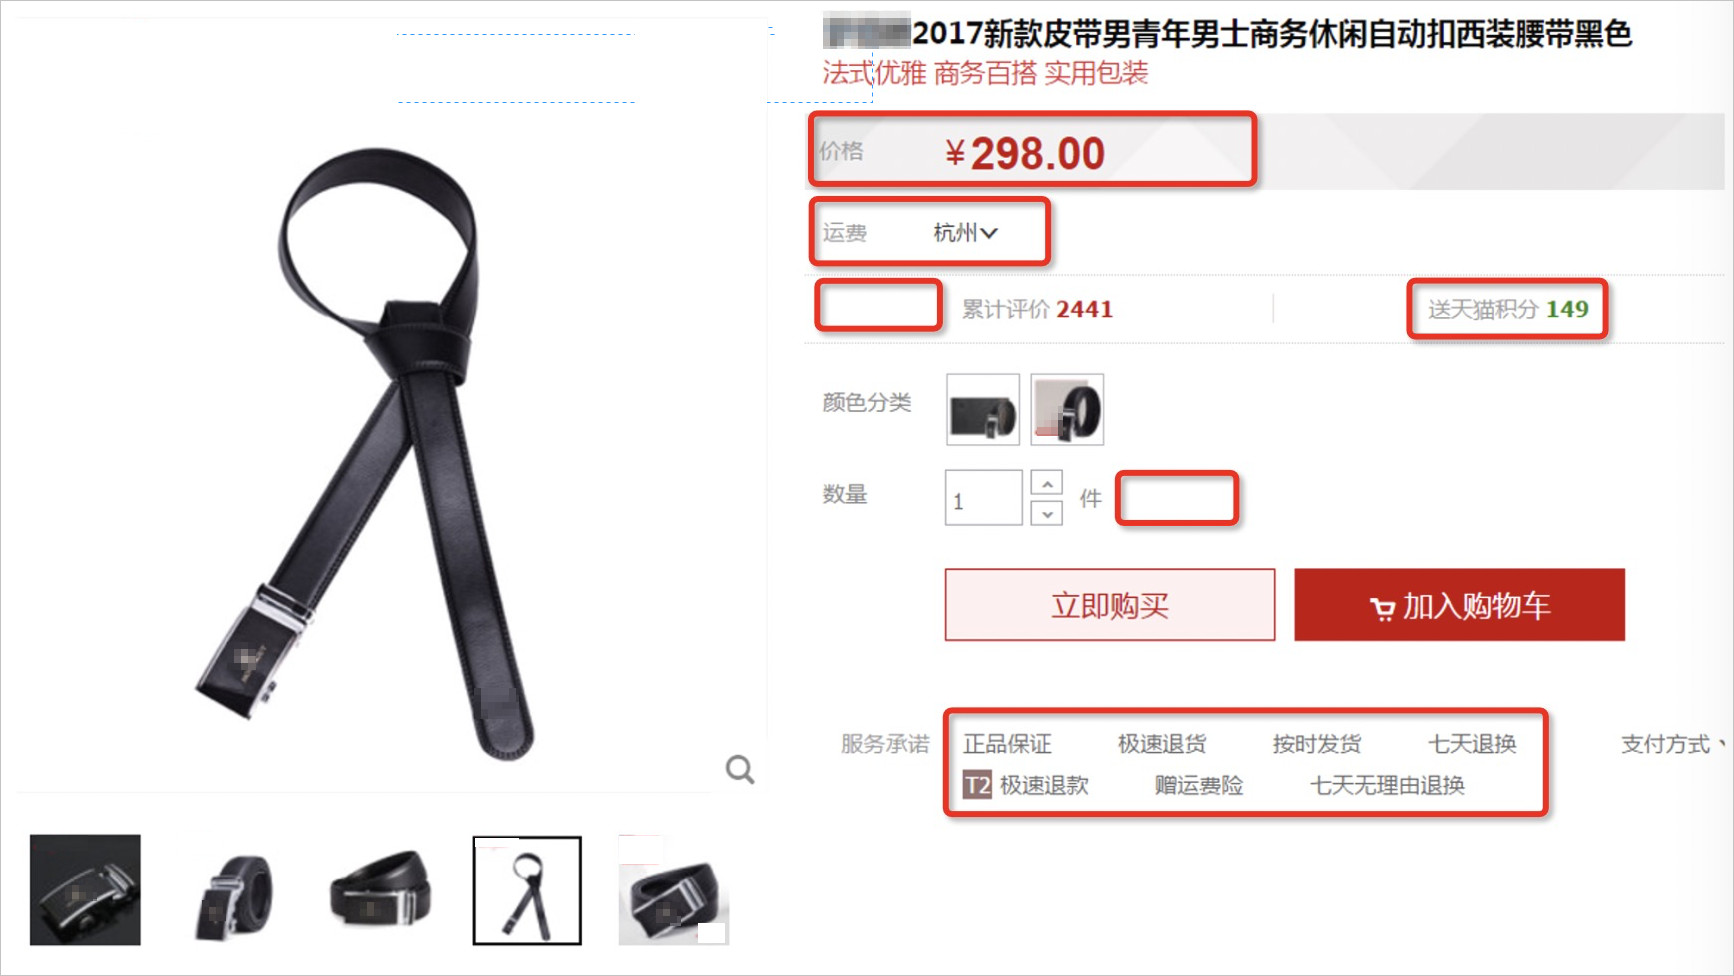 2017新款皮带男青年男士商务休闲自动扣西装腰带黑色
法式优雅 商务百搭 实用包装
价格 ¥298.00
运费 杭州
累计评价 2441 送天猫积分 149
颜色分类
数量 1 件
立即购买 加入购物车
服务承诺 正品保证 极速退货 按时发货 七天退换 支付方式
T2 极速退款 赠运费险 七天无理由退换